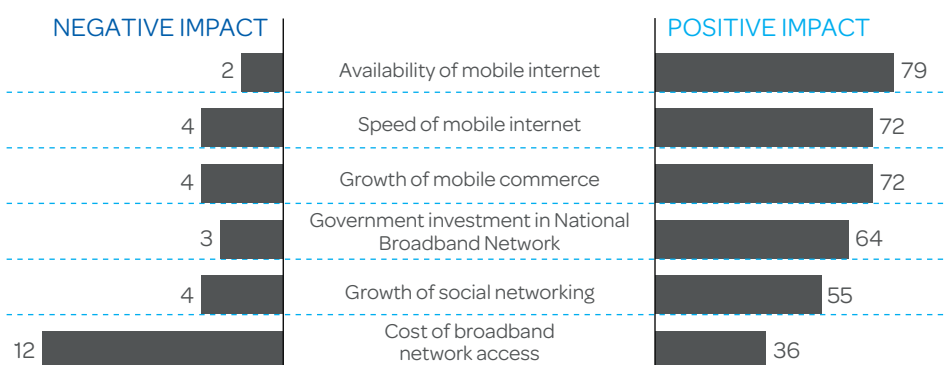 NEGATIVE IMPACT
POSITIVE IMPACT
2
Availability of mobile internet
79
4
Speed of mobile internet
72
4
Growth of mobile commerce
72
3
Government investment in National
Broadband Network
64
4
Growth of social networking
55
12
Cost of broadband
network access
36